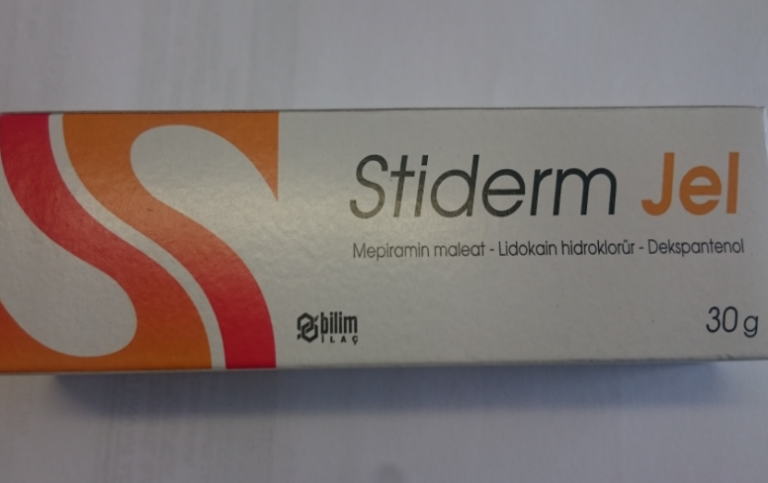 Stiderm Jel
Mepiramin maleat - Lidokain hidroklorür - Dekspantenol
bilim
İLAÇ
30 g